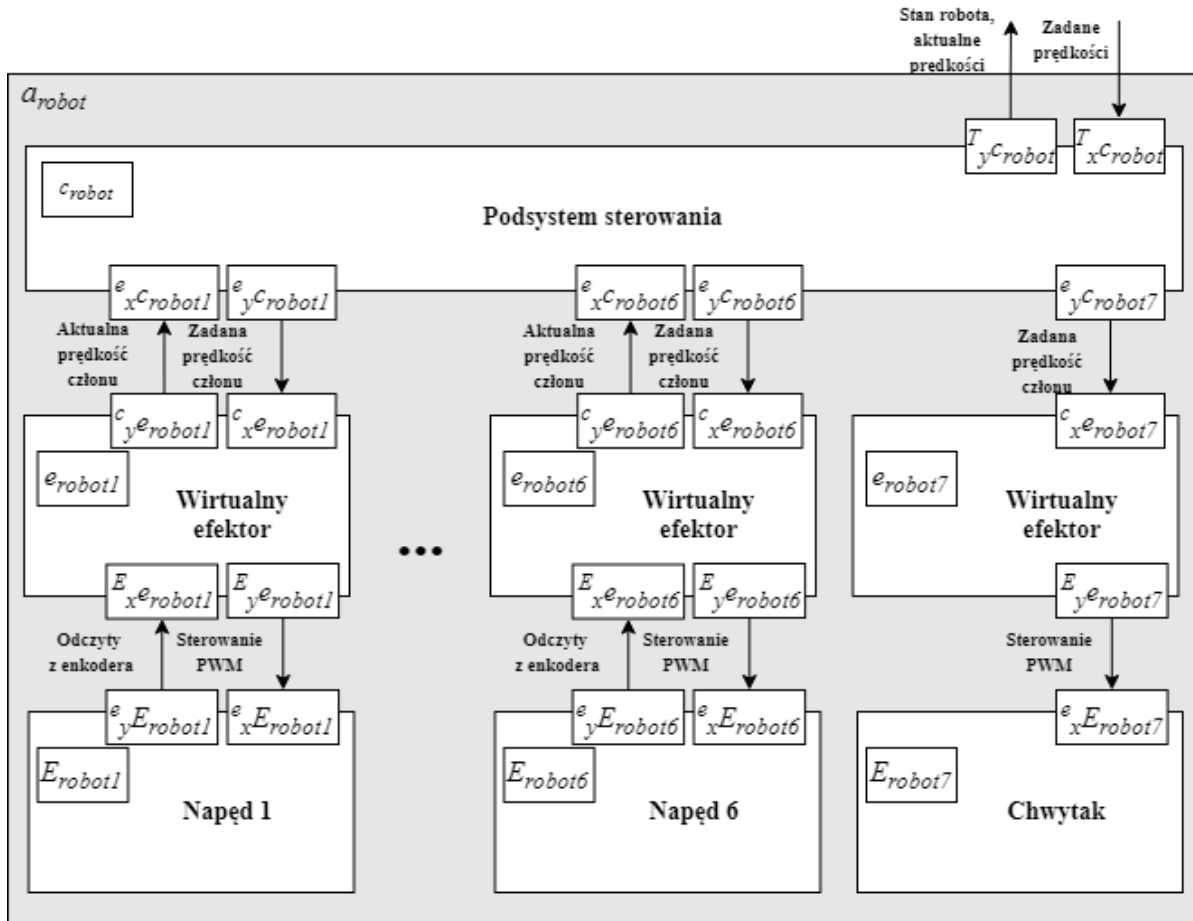 Stan robota,
aktualne
prędkości
Zadane
prędkości
a_robot
T_y c_robot
T_x c_robot
c_robot
Podsystem sterowania
e_x c_robot1
e_y c_robot1
e_x c_robot6
e_y c_robot6
e_y c_robot7
Aktualna
prędkość
członu
Zadana
prędkość
członu
Aktualna
prędkość
członu
Zadana
prędkość
członu
Zadana
prędkość
członu
c_y e_robot1
c_x e_robot1
c_y e_robot6
c_x e_robot6
c_x e_robot7
e_robot1
Wirtualny
efektor
e_robot6
Wirtualny
efektor
e_robot7
Wirtualny
efektor
...
E_x e_robot1
E_y e_robot1
E_x e_robot6
E_y e_robot6
E_y e_robot7
Odczyty
z enkodera
Sterowanie
PWM
Odczyty
z enkodera
Sterowanie
PWM
Sterowanie
PWM
e_y E_robot1
e_x E_robot1
e_y E_robot6
e_x E_robot6
e_x E_robot7
E_robot1
Napęd 1
E_robot6
Napęd 6
E_robot7
Chwytak